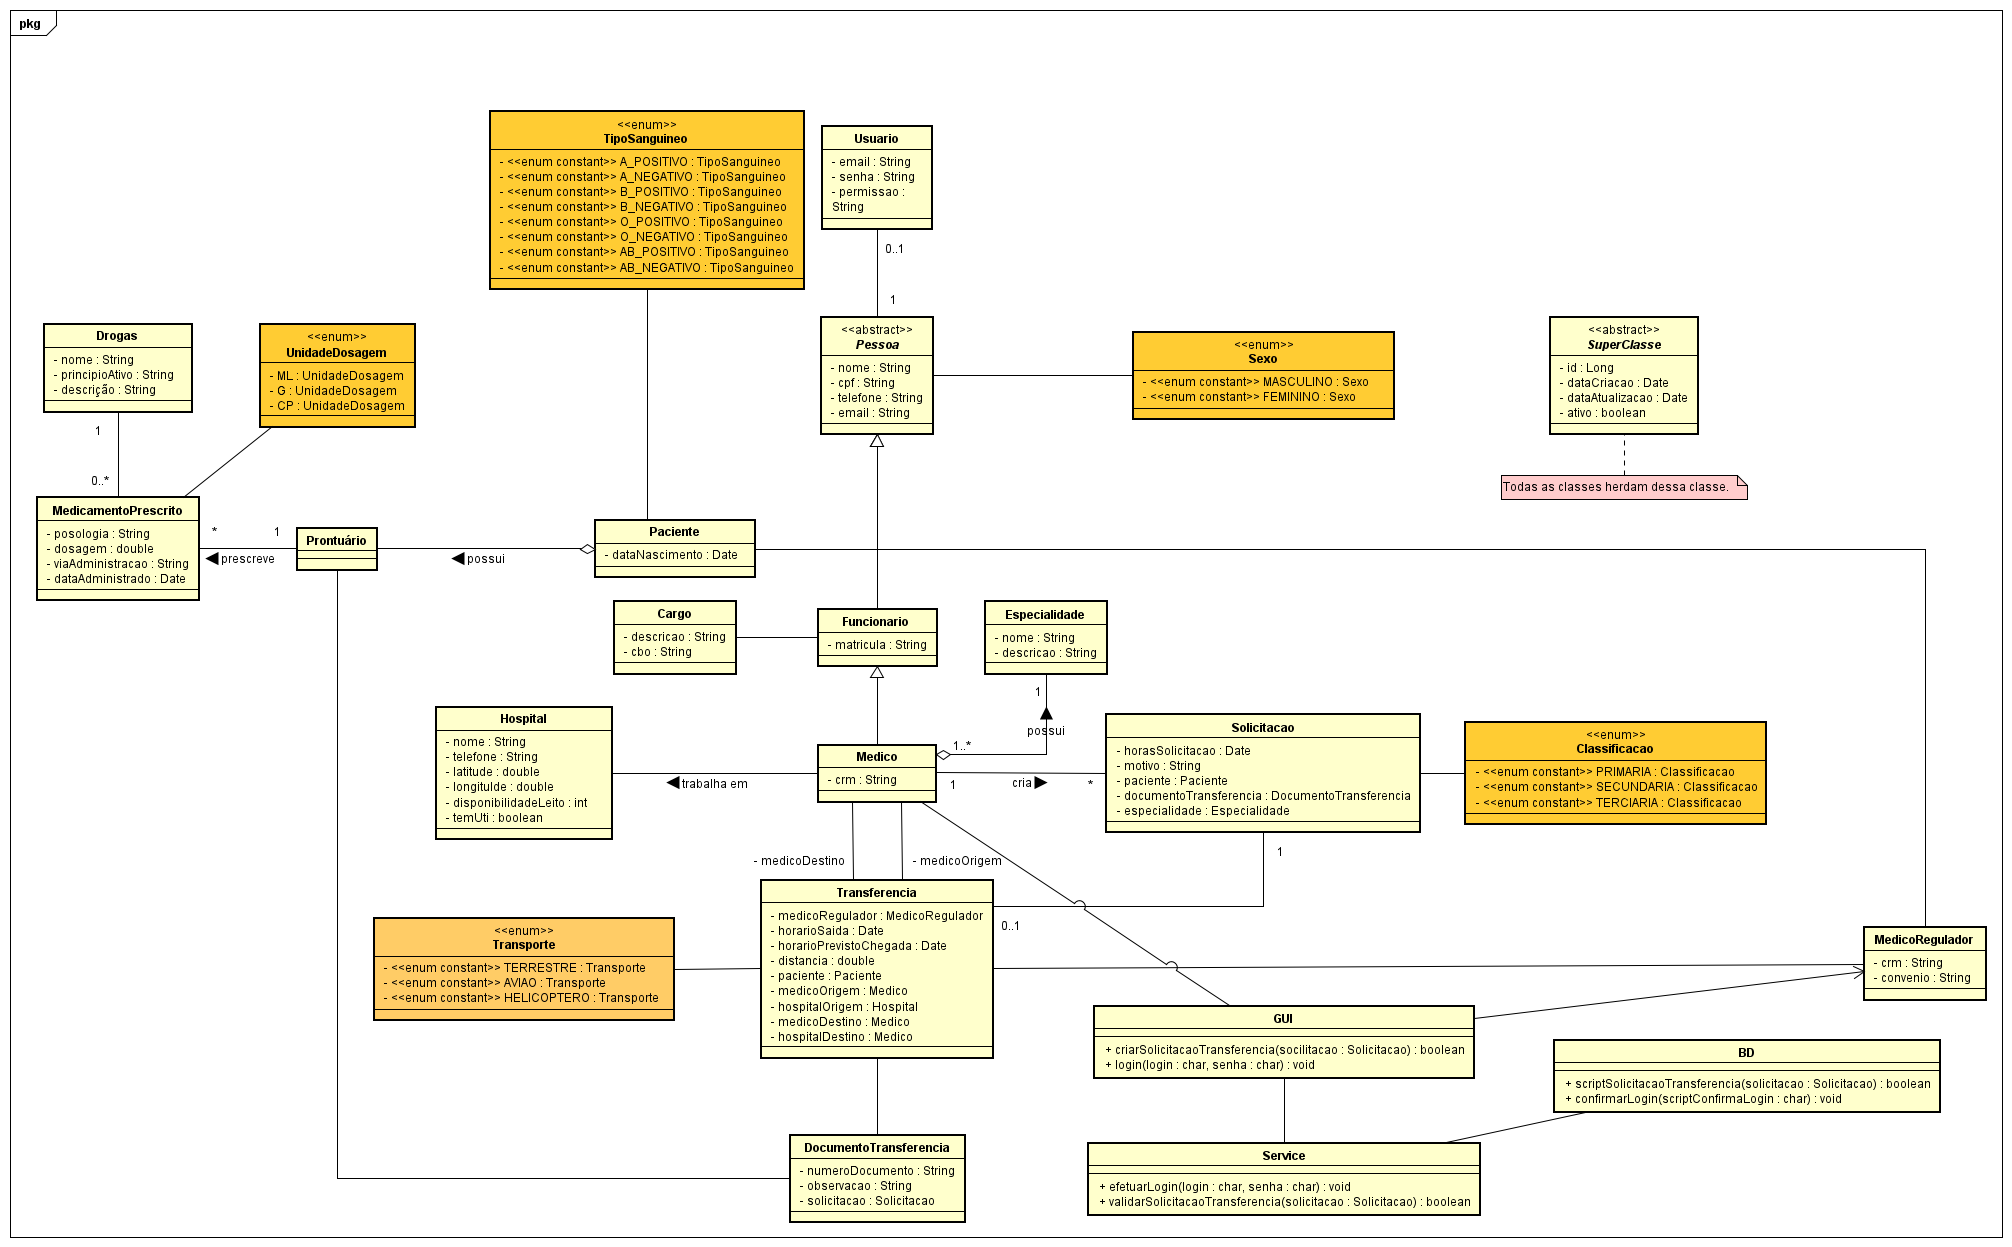 pkg
<<enum>>
TipoSanguineo
- <<enum constant>> A_POSITIVO : TipoSanguineo
- <<enum constant>> A_NEGATIVO : TipoSanguineo
- <<enum constant>> B_POSITIVO : TipoSanguineo
- <<enum constant>> B_NEGATIVO : TipoSanguineo
- <<enum constant>> O_POSITIVO : TipoSanguineo
- <<enum constant>> O_NEGATIVO : TipoSanguineo
- <<enum constant>> AB_POSITIVO : TipoSanguineo
- <<enum constant>> AB_NEGATIVO : TipoSanguineo
Usuario
- email : String
- senha : String
- permissao :
String
0..1
1
Drogas
- nome : String
- principioAtivo : String
- descrição : String
1
0..*
<<enum>>
UnidadeDosagem
- ML : UnidadeDosagem
- G : UnidadeDosagem
- CP : UnidadeDosagem
<<abstract>>
Pessoa
- nome : String
- cpf : String
- telefone : String
- email : String
<<enum>>
Sexo
- <<enum constant>> MASCULINO : Sexo
- <<enum constant>> FEMININO : Sexo
<<abstract>>
SuperClasse
- id : Long
- dataCriacao : Date
- dataAtualizacao : Date
- ativo : boolean
Todas as classes herdam dessa classe.
MedicamentoPrescrito
- posologia : String
- dosagem : double
- viaAdministracao : String
- dataAdministrado : Date
*
1
prescreve
Prontuário
possui
Paciente
- dataNascimento : Date
Cargo
- descricao : String
- cbo : String
Funcionario
- matricula : String
Especialidade
- nome : String
- descricao : String
1
possui
1..*
Hospital
- nome : String
- telefone : String
- latitude : double
- longitulde : double
- disponibilidadeLeito : int
- temUti : boolean
trabalha em
Medico
- crm : String
1
cria
*
Solicitacao
- horasSolicitacao : Date
- motivo : String
- paciente : Paciente
- documentoTransferencia : DocumentoTransferencia
- especialidade : Especialidade
1
<<enum>>
Classificacao
- <<enum constant>> PRIMARIA : Classificacao
- <<enum constant>> SECUNDARIA : Classificacao
- <<enum constant>> TERCIARIA : Classificacao
- medicoDestino
- medicoOrigem
Transferencia
- medicoRegulador : MedicoRegulador
- horarioSaida : Date
- horarioPrevistoChegada : Date
- distancia : double
- paciente : Paciente
- medicoOrigem : Medico
- hospitalOrigem : Hospital
- medicoDestino : Medico
- hospitalDestino : Medico
0..1
<<enum>>
Transporte
- <<enum constant>> TERRESTRE : Transporte
- <<enum constant>> AVIAO : Transporte
- <<enum constant>> HELICOPTERO : Transporte
MedicoRegulador
- crm : String
- convenio : String
GUI
+ criarSolicitacaoTransferencia(socilitacao : Solicitacao) : boolean
+ login(login : char, senha : char) : void
BD
+ scriptSolicitacaoTransferencia(solicitacao : Solicitacao) : boolean
+ confirmarLogin(scriptConfirmaLogin : char) : void
DocumentoTransferencia
- numeroDocumento : String
- observacao : String
- solicitacao : Solicitacao
Service
+ efetuarLogin(login : char, senha : char) : void
+ validarSolicitacaoTransferencia(solicitacao : Solicitacao) : boolean